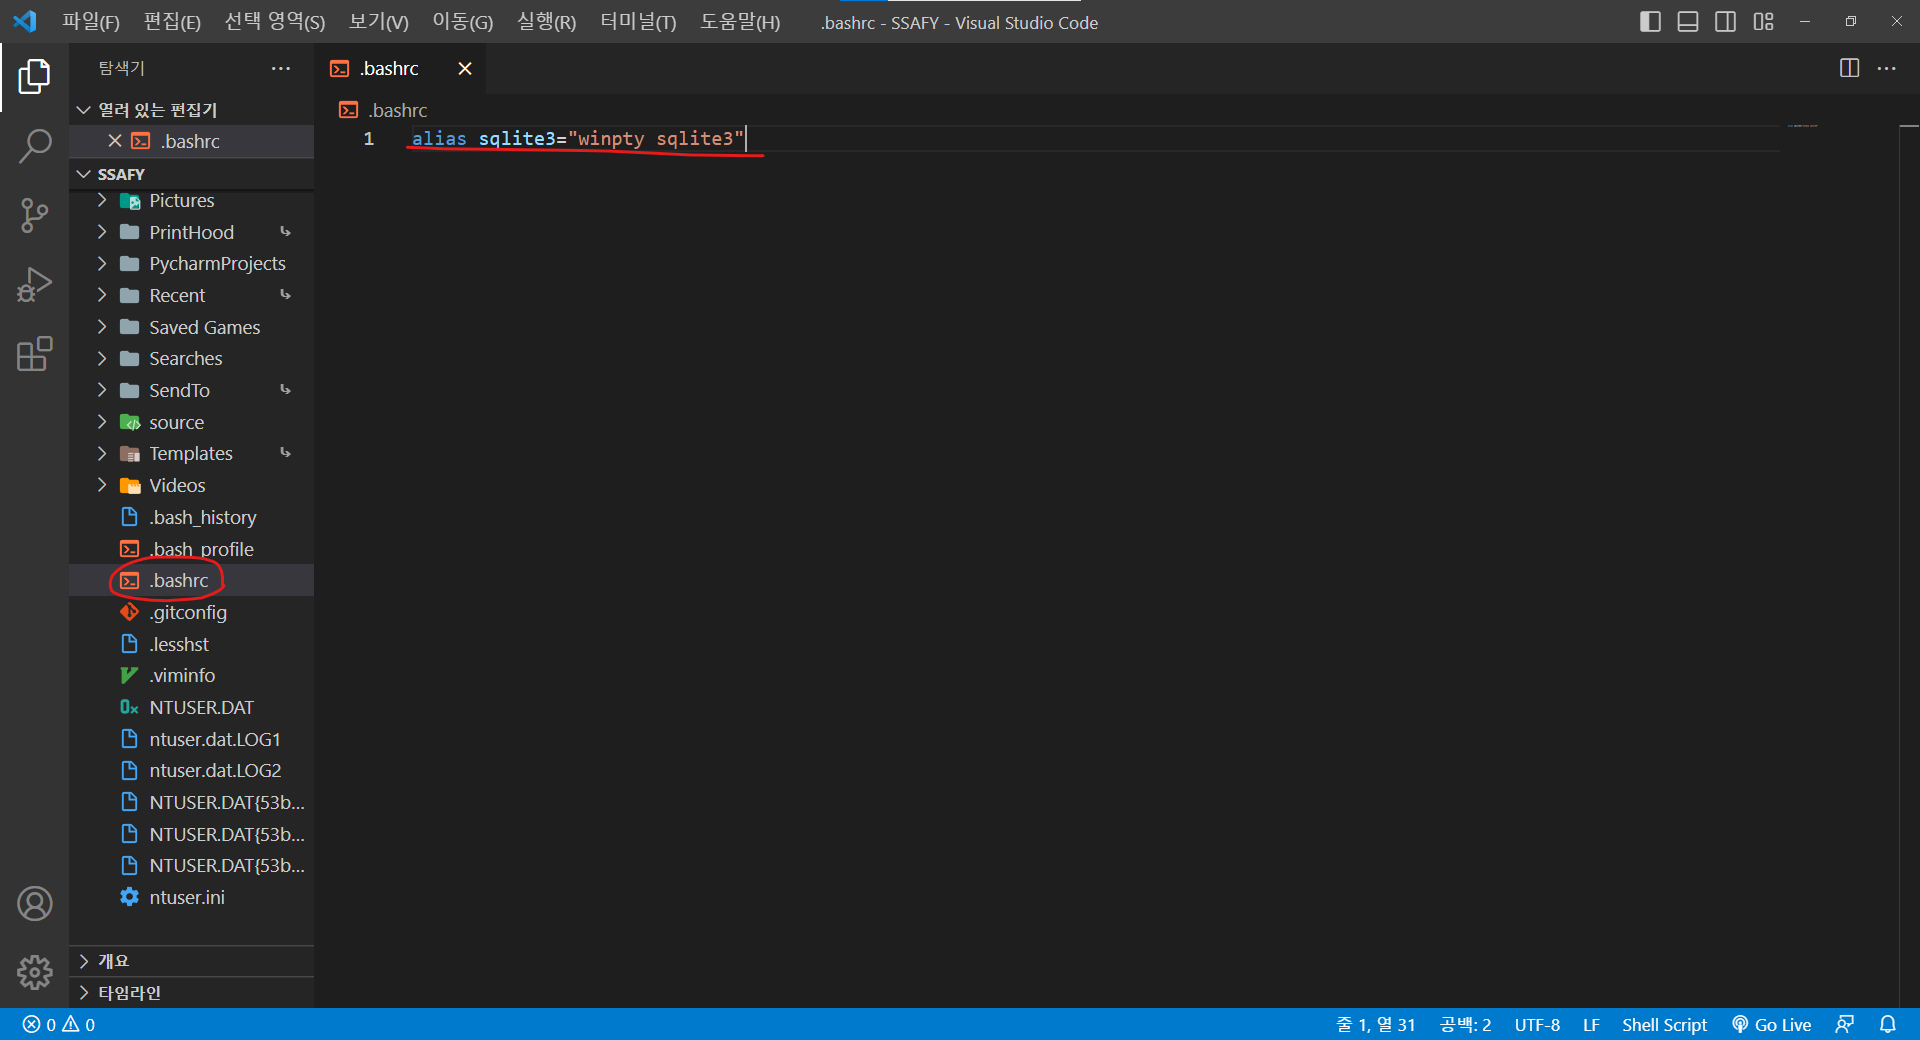 파일(F) 편집(E) 선택 영역(S) 보기(V) 이동(G) 실행(R) 터미널(T) 도움말(H) .bashrc - SSAFY - Visual Studio Code
탐색기
.bashrc
열려 있는 편집기
.bashrc
.bashrc
1 alias sqlite3="winpty sqlite3"
SSAFY
Pictures
PrintHood
PycharmProjects
Recent
Saved Games
Searches
SendTo
source
Templates
Videos
.bash_history
.bash_profile
.bashrc
.gitconfig
.lesshst
.viminfo
NTUSER.DAT
ntuser.dat.LOG1
ntuser.dat.LOG2
NTUSER.DAT{53b...
NTUSER.DAT{53b...
NTUSER.DAT{53b...
ntuser.ini
개요
타임라인
0 0 줄 1, 열 31 공백: 2 UTF-8 LF Shell Script Go Live